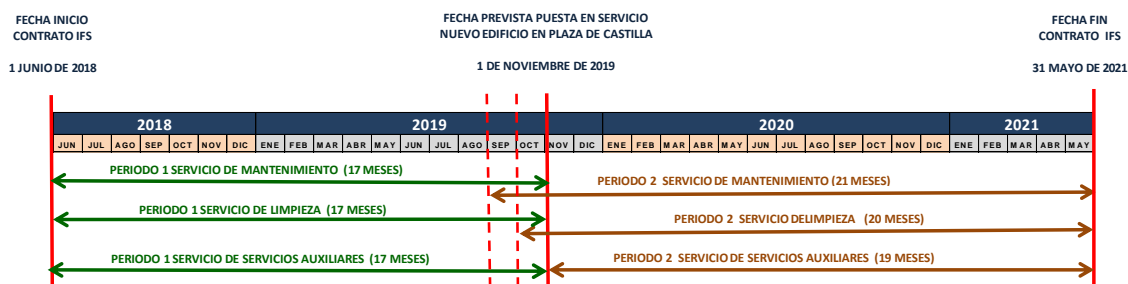 FECHA INICIO
CONTRATO IFS
1 JUNIO DE 2018
FECHA PREVISTA PUESTA EN SERVICIO
NUEVO EDIFICIO EN PLAZA DE CASTILLA
1 DE NOVIEMBRE DE 2019
FECHA FIN
CONTRATO IFS
31 MAYO DE 2021
2018 2019 2020 2021
JUN JUL AGO SEP OCT NOV DIC ENE FEB MAR ABR MAY JUN JUL AGO SEP OCT NOV DIC ENE FEB MAR ABR MAY JUN JUL AGO SEP OCT NOV DIC ENE FEB MAR ABR MAY
PERIODO 1 SERVICIO DE MANTENIMIENTO (17 MESES)
PERIODO 2 SERVICIO DE MANTENIMIENTO (21 MESES)
PERIODO 1 SERVICIO DE LIMPIEZA (17 MESES)
PERIODO 2 SERVICIO DELIMPIEZA (20 MESES)
PERIODO 1 SERVICIO DE SERVICIOS AUXILIARES (17 MESES)
PERIODO 2 SERVICIO DE SERVICIOS AUXILIARES (19 MESES)